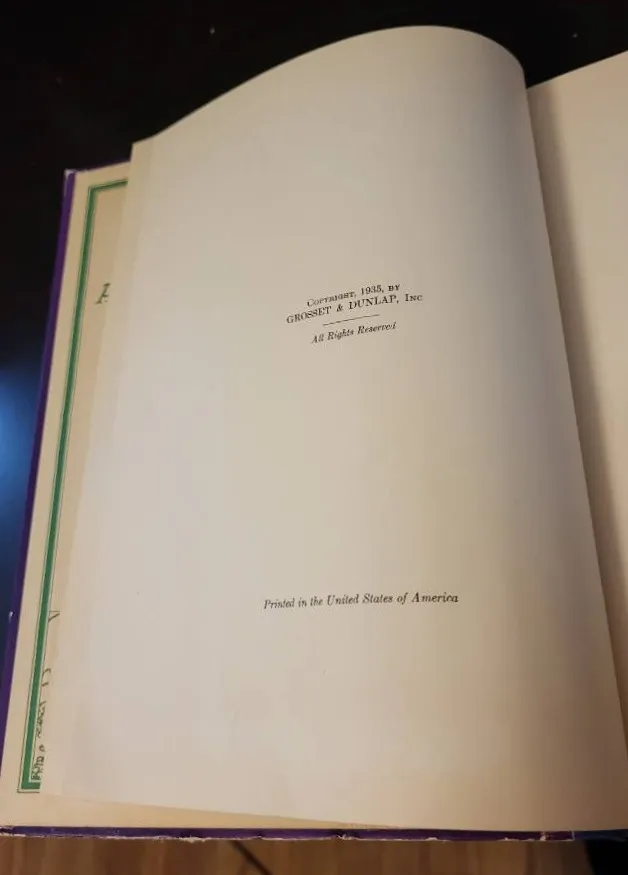 COPYRIGHT, 1935, BY
GROSSET & DUNLAP, INC
All Rights Reserved
Printed in the United States of America